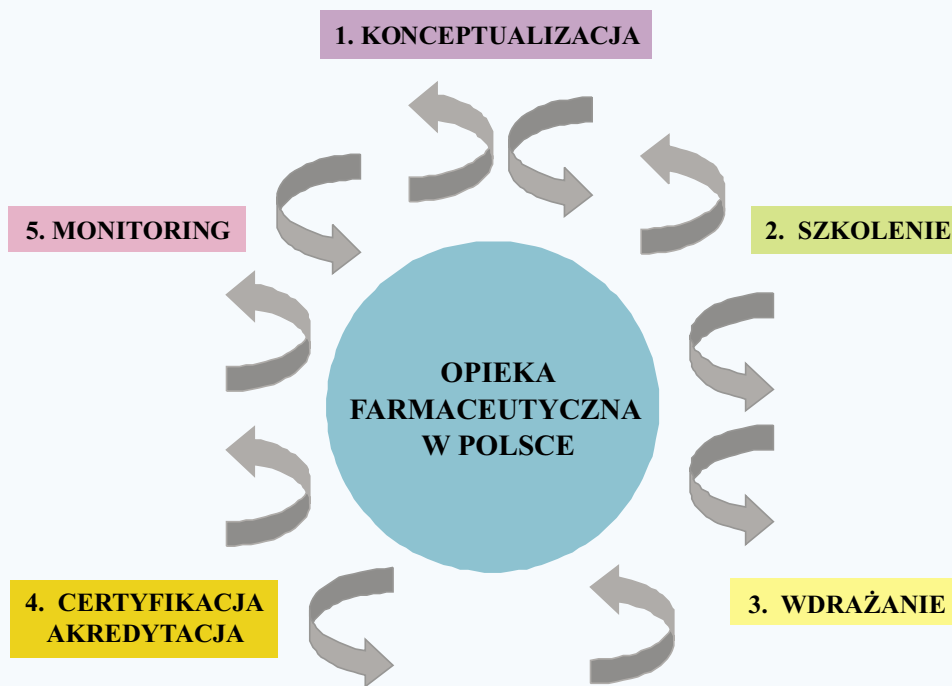 1. KONCEPTUALIZACJA
5. MONITORING
2. SZKOLENIE
OPIEKA
FARMACEUTYCZNA
W POLSCE
4. CERTYFIKACJA
AKREDYTACJA
3. WDRAŻANIE